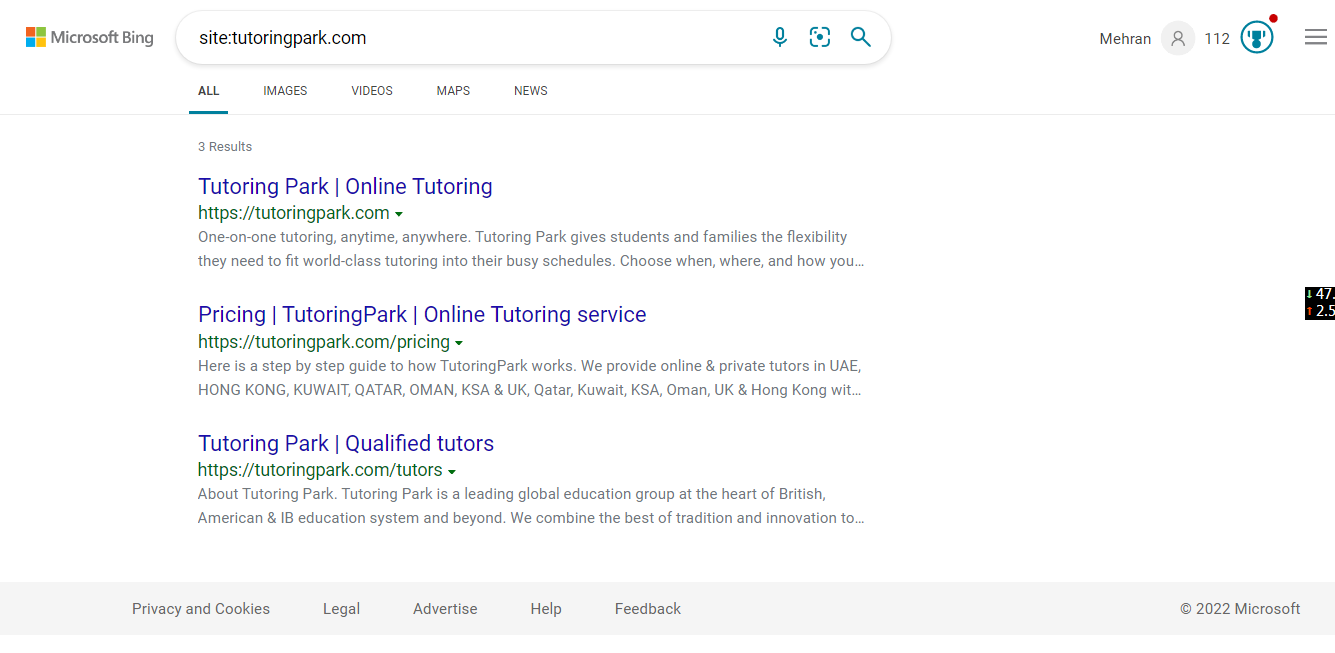 Microsoft Bing
site:tutoringpark.com
Mehran
112
ALL
IMAGES
VIDEOS
MAPS
NEWS
3 Results
Tutoring Park | Online Tutoring
https://tutoringpark.com
One-on-one tutoring, anytime, anywhere. Tutoring Park gives students and families the flexibility
they need to fit world-class tutoring into their busy schedules. Choose when, where, and how you…
Pricing | TutoringPark | Online Tutoring service
https://tutoringpark.com/pricing
Here is a step by step guide to how TutoringPark works. We provide online & private tutors in UAE,
HONG KONG, KUWAIT, QATAR, OMAN, KSA & UK, Qatar, Kuwait, KSA, Oman, UK & Hong Kong wit…
Tutoring Park | Qualified tutors
https://tutoringpark.com/tutors
About Tutoring Park. Tutoring Park is a leading global education group at the heart of British,
American & IB education system and beyond. We combine the best of tradition and innovation to…
↓ 47.
↑ 2.5
Privacy and Cookies
Legal
Advertise
Help
Feedback
© 2022 Microsoft